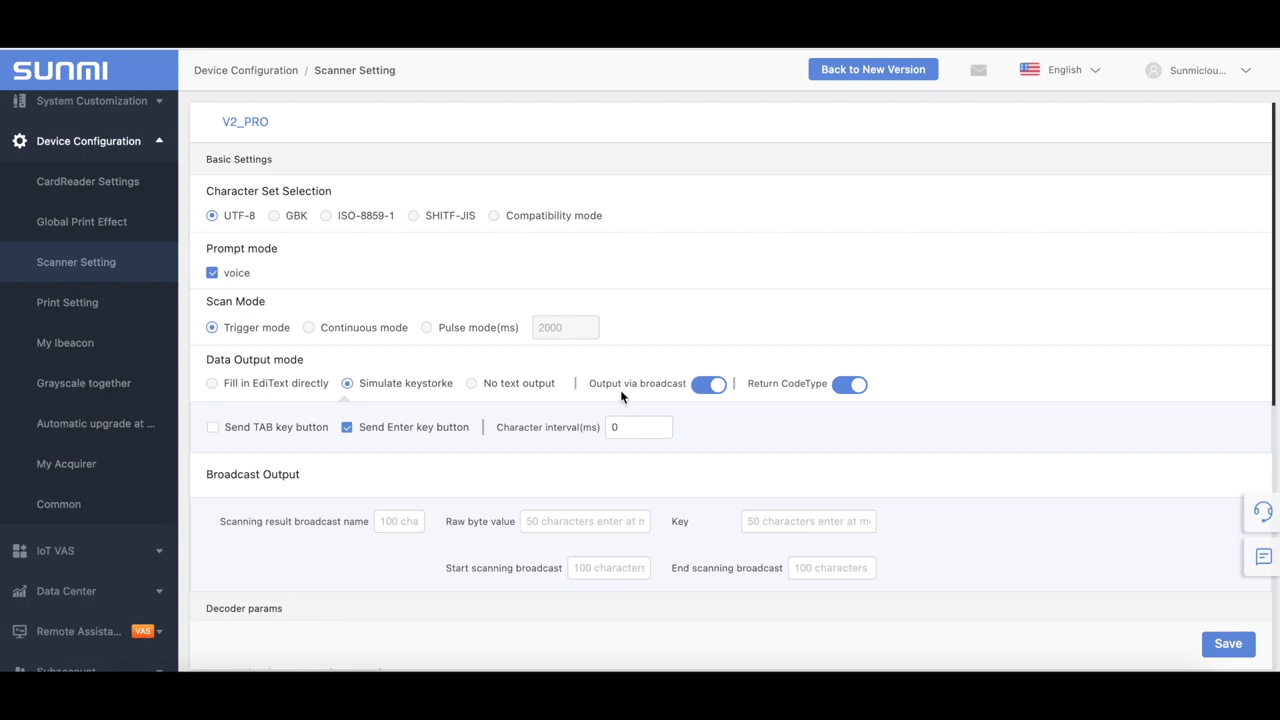 SUNMI
Device Configuration / Scanner Setting
Back to New Version
English
Sunmiclou...
System Customization
Device Configuration
CardReader Settings
Global Print Effect
Scanner Setting
Print Setting
My Ibeacon
Grayscale together
Automatic upgrade at ...
My Acquirer
Common
IoT VAS
Data Center
Remote Assista... VAS
Subaccount
V2_PRO
Basic Settings
Character Set Selection
UTF-8 GBK ISO-8859-1 SHITF-JIS Compatibility mode
Prompt mode
voice
Scan Mode
Trigger mode Continuous mode Pulse mode(ms) 2000
Data Output mode
Fill in EdiText directly Simulate keystorke No text output | Output via broadcast | Return CodeType
Send TAB key button Send Enter key button | Character interval(ms) 0
Broadcast Output
Scanning result broadcast name 100 cha Raw byte value 50 characters enter at m Key 50 characters enter at m
Start scanning broadcast 100 characters End scanning broadcast 100 characters
Decoder params
Save